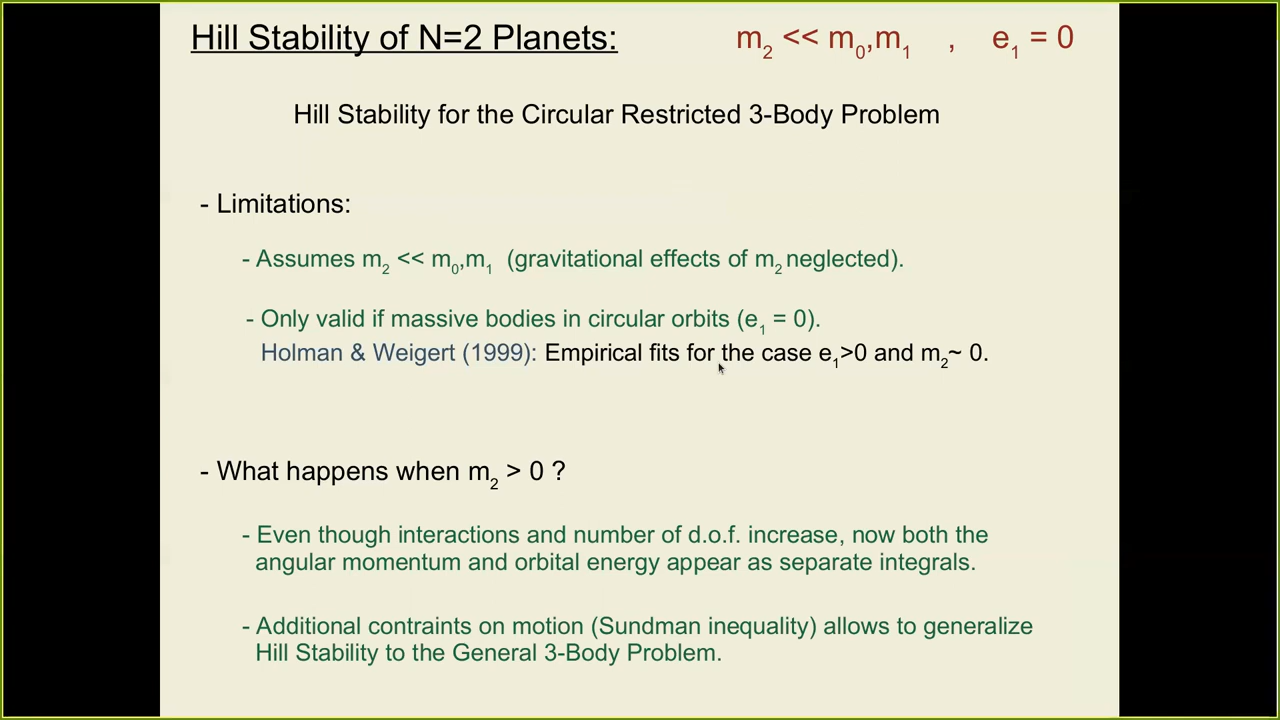 Hill Stability of N=2 Planets: m₂ << m₀,m₁ , e₁ = 0
Hill Stability for the Circular Restricted 3-Body Problem
- Limitations:
- Assumes m₂ << m₀,m₁ (gravitational effects of m₂ neglected).
- Only valid if massive bodies in circular orbits (e₁ = 0).
Holman & Weigert (1999): Empirical fits for the case e₁>0 and m₂~ 0.
- What happens when m₂ > 0 ?
- Even though interactions and number of d.o.f. increase, now both the
angular momentum and orbital energy appear as separate integrals.
- Additional contraints on motion (Sundman inequality) allows to generalize
Hill Stability to the General 3-Body Problem.